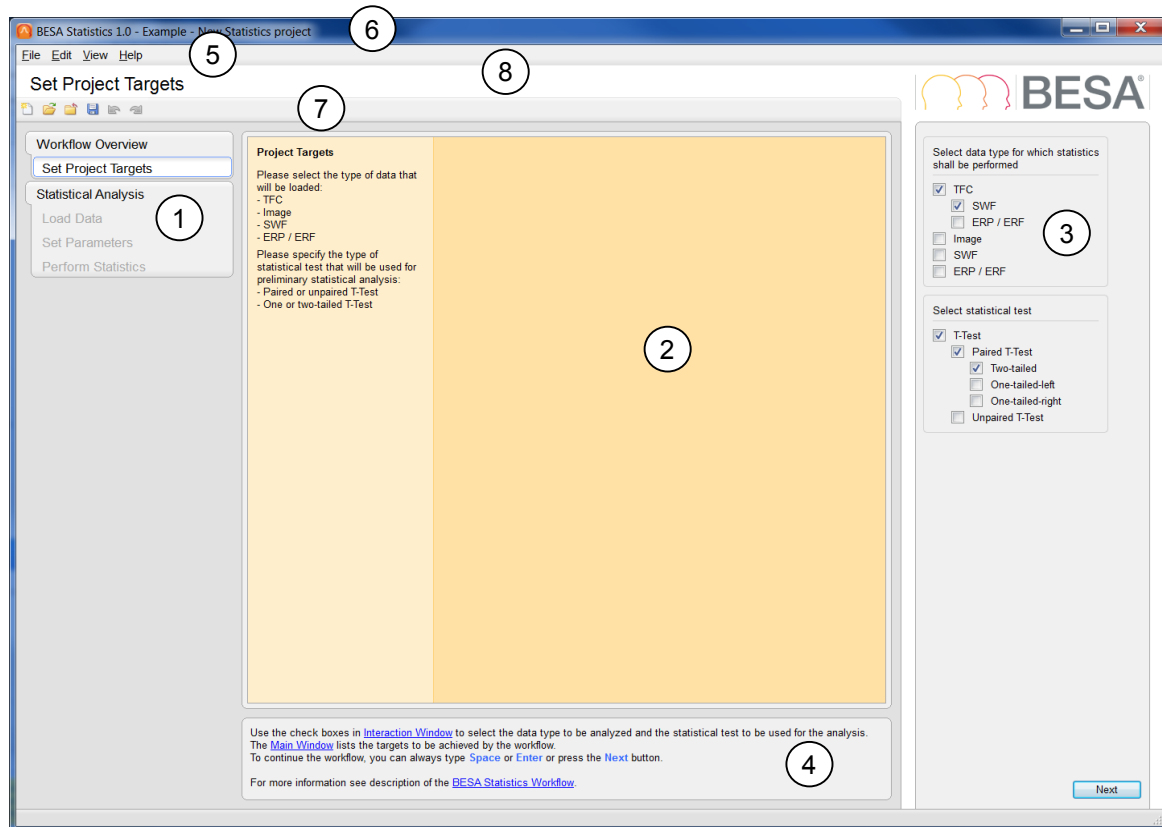 BESA Statistics 1.0 - Example - New Statistics project
6
File Edit View Help
5
8
Set Project Targets
BESA®
7
Workflow Overview
Set Project Targets
Statistical Analysis
Load Data
1
Set Parameters
Perform Statistics
Project Targets
Please select the type of data that
will be loaded:
- TFC
- Image
- SWF
- ERP / ERF
Please specify the type of
statistical test that will be used for
preliminary statistical analysis:
- Paired or unpaired T-Test
- One or two-tailed T-Test
2
Select data type for which statistics
shall be performed
TFC
SWF
ERP / ERF
3
Image
SWF
ERP / ERF
Select statistical test
T-Test
Paired T-Test
Two-tailed
One-tailed-left
One-tailed-right
Unpaired T-Test
Use the check boxes in Interaction Window to select the data type to be analyzed and the statistical test to be used for the analysis.
The Main Window lists the targets to be achieved by the workflow.
To continue the workflow, you can always type Space or Enter or press the Next button.
4
For more information see description of the BESA Statistics Workflow.
Next